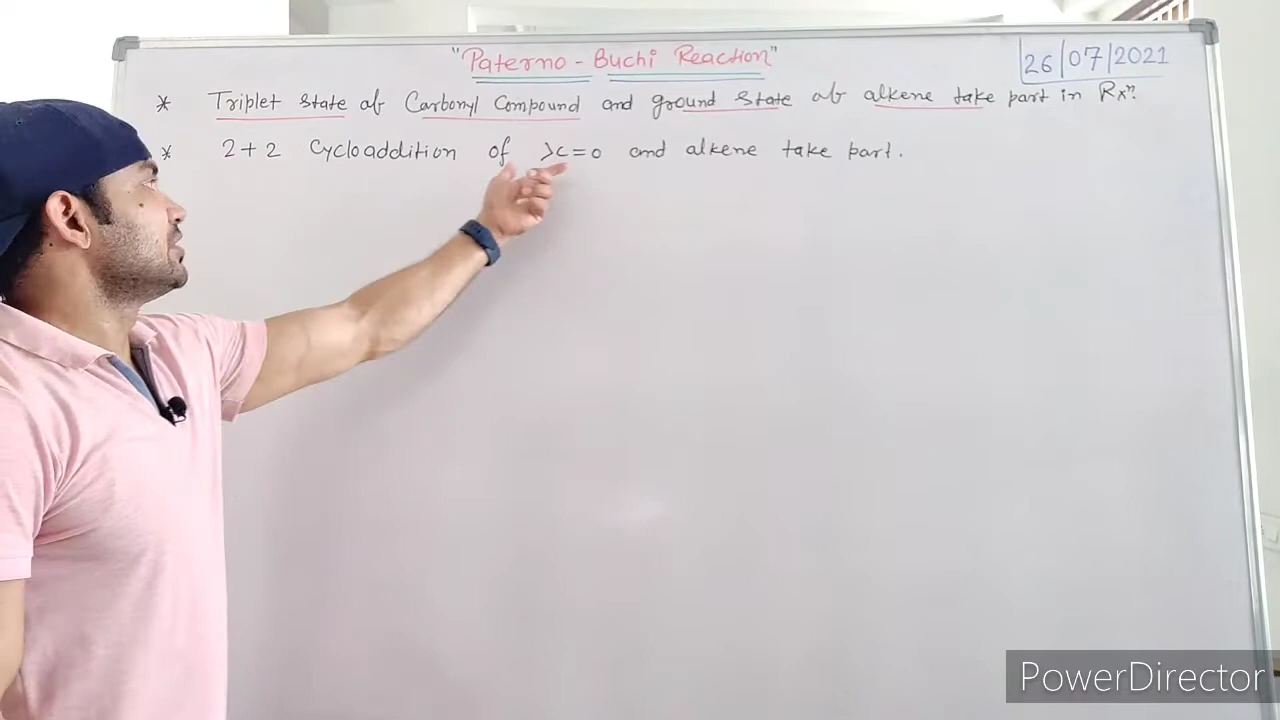 "Paterno - Buchi Reaction"
26/07/2021
* Triplet state of Carbonyl Compound and ground state of alkene take part in Rxn.
* 2+2 Cycloaddition of >C=O and alkene take part.
PowerDirector